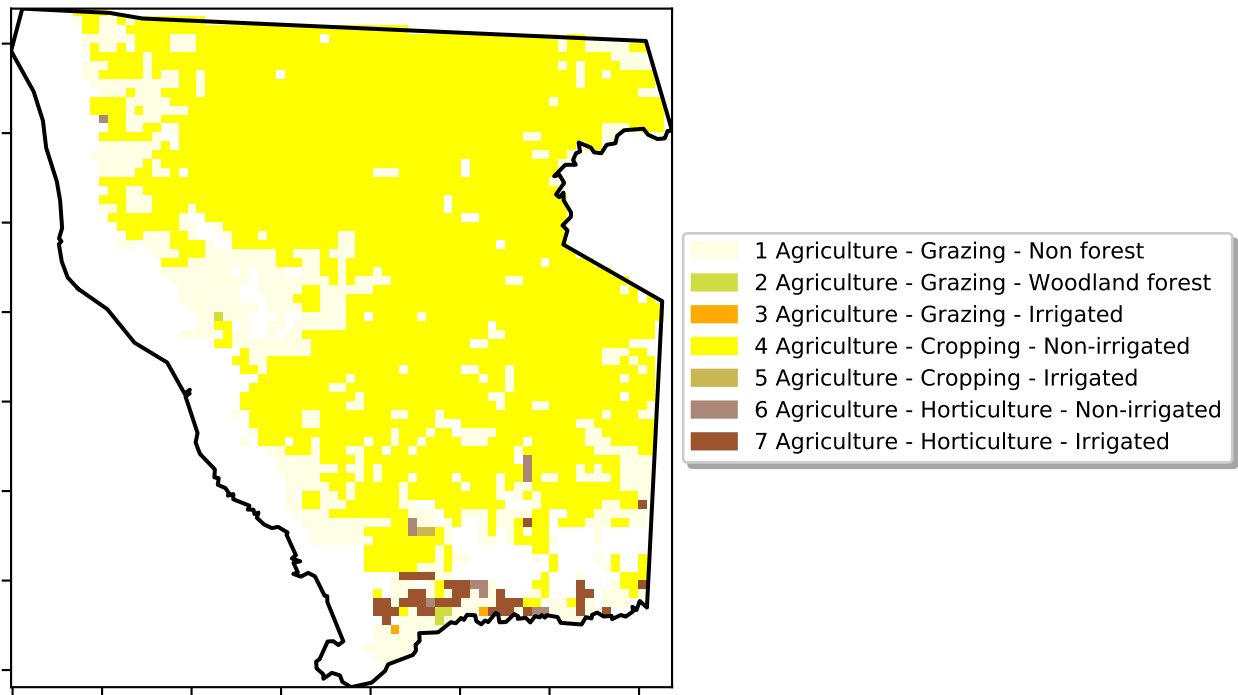 1 Agriculture - Grazing - Non forest
2 Agriculture - Grazing - Woodland forest
3 Agriculture - Grazing - Irrigated
4 Agriculture - Cropping - Non-irrigated
5 Agriculture - Cropping - Irrigated
6 Agriculture - Horticulture - Non-irrigated
7 Agriculture - Horticulture - Irrigated